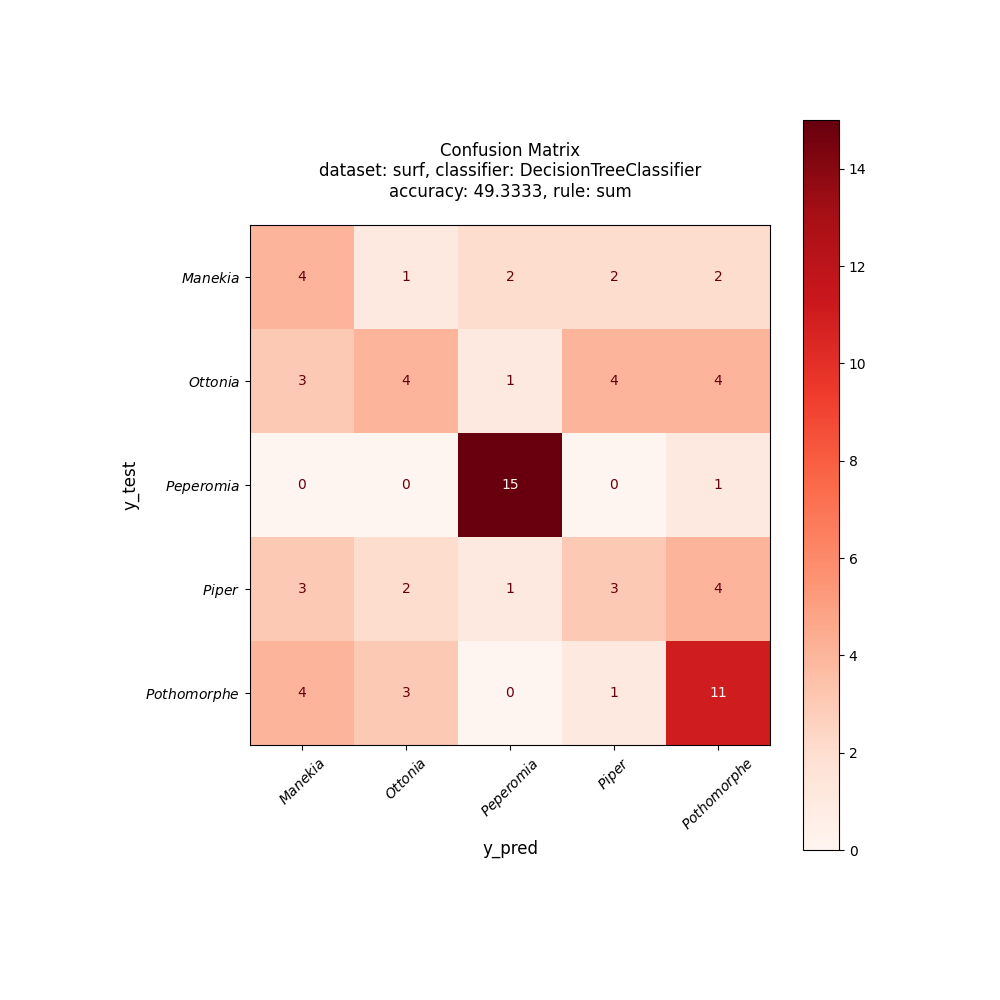 Confusion Matrix
dataset: surf, classifier: DecisionTreeClassifier
accuracy: 49.3333, rule: sum
Manekia 4 1 2 2 2
Ottonia 3 4 1 4 4
Peperomia 0 0 15 0 1
Piper 3 2 1 3 4
Pothomorphe 4 3 0 1 11
y_test
Manekia Ottonia Peperomia Piper Pothomorphe
y_pred
14
12
10
8
6
4
2
0